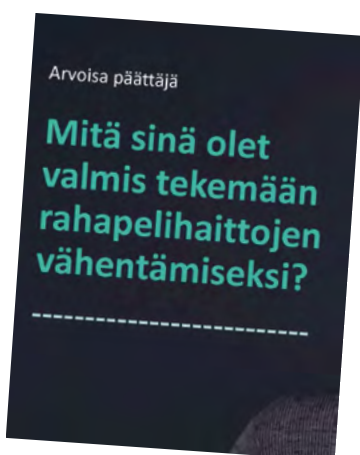 Arvoisa päättäjä
Mitä sinä olet
valmis tekemään
rahapelihaittojen
vähentämiseksi?